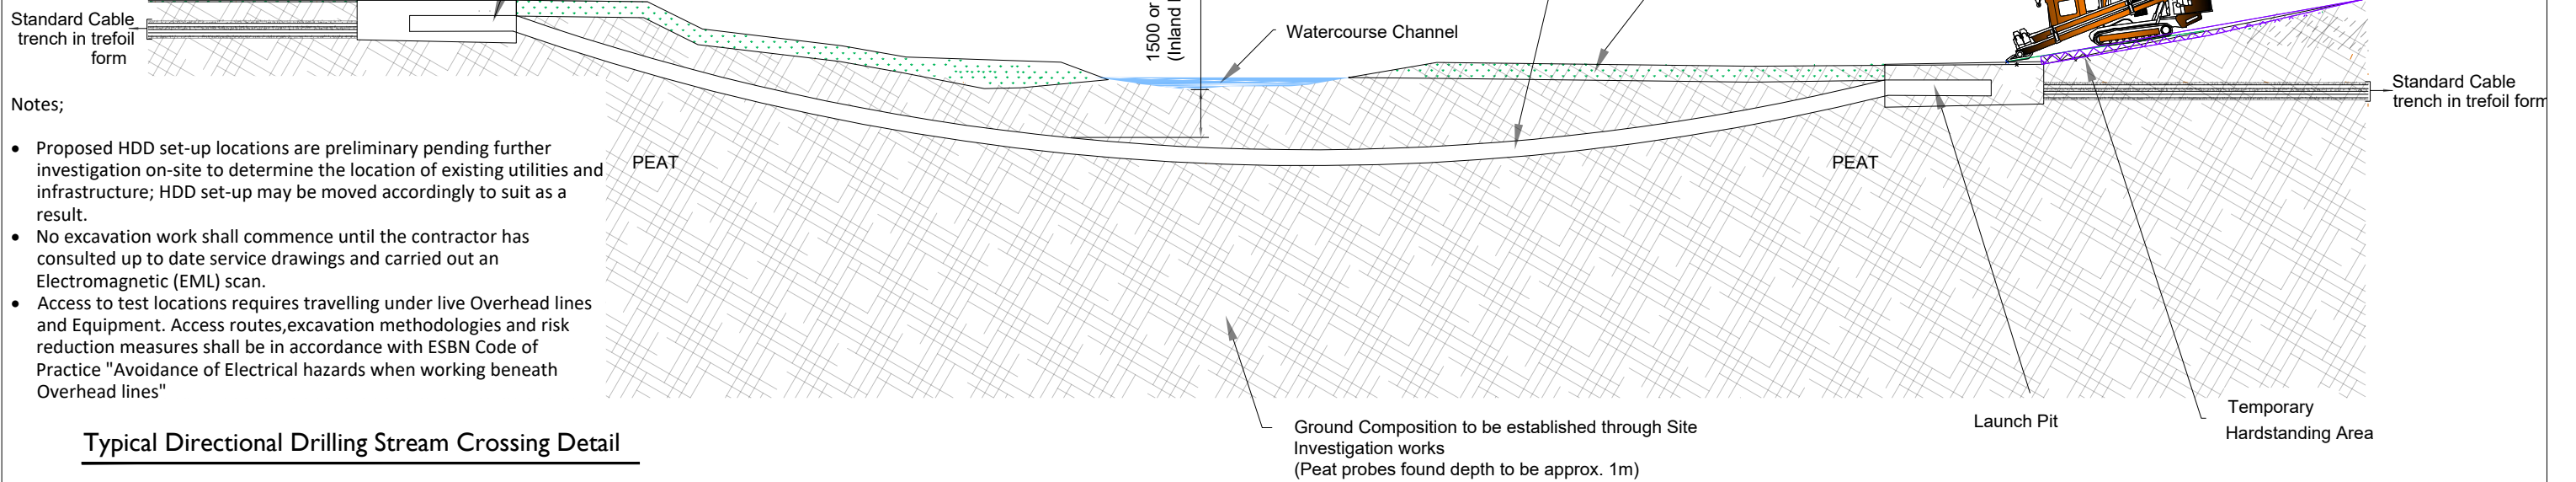 Standard Cable
trench in trefoil
form
1500 or
(Inland
Watercourse Channel
Standard Cable
trench in trefoil form
Notes;
• Proposed HDD set-up locations are preliminary pending further
investigation on-site to determine the location of existing utilities and
infrastructure; HDD set-up may be moved accordingly to suit as a
result.
• No excavation work shall commence until the contractor has
consulted up to date service drawings and carried out an
Electromagnetic (EML) scan.
• Access to test locations requires travelling under live Overhead lines
and Equipment. Access routes,excavation methodologies and risk
reduction measures shall be in accordance with ESBN Code of
Practice "Avoidance of Electrical hazards when working beneath
Overhead lines"
PEAT
PEAT
Typical Directional Drilling Stream Crossing Detail
Ground Composition to be established through Site
Investigation works
(Peat probes found depth to be approx. 1m)
Launch Pit
Temporary
Hardstanding Area